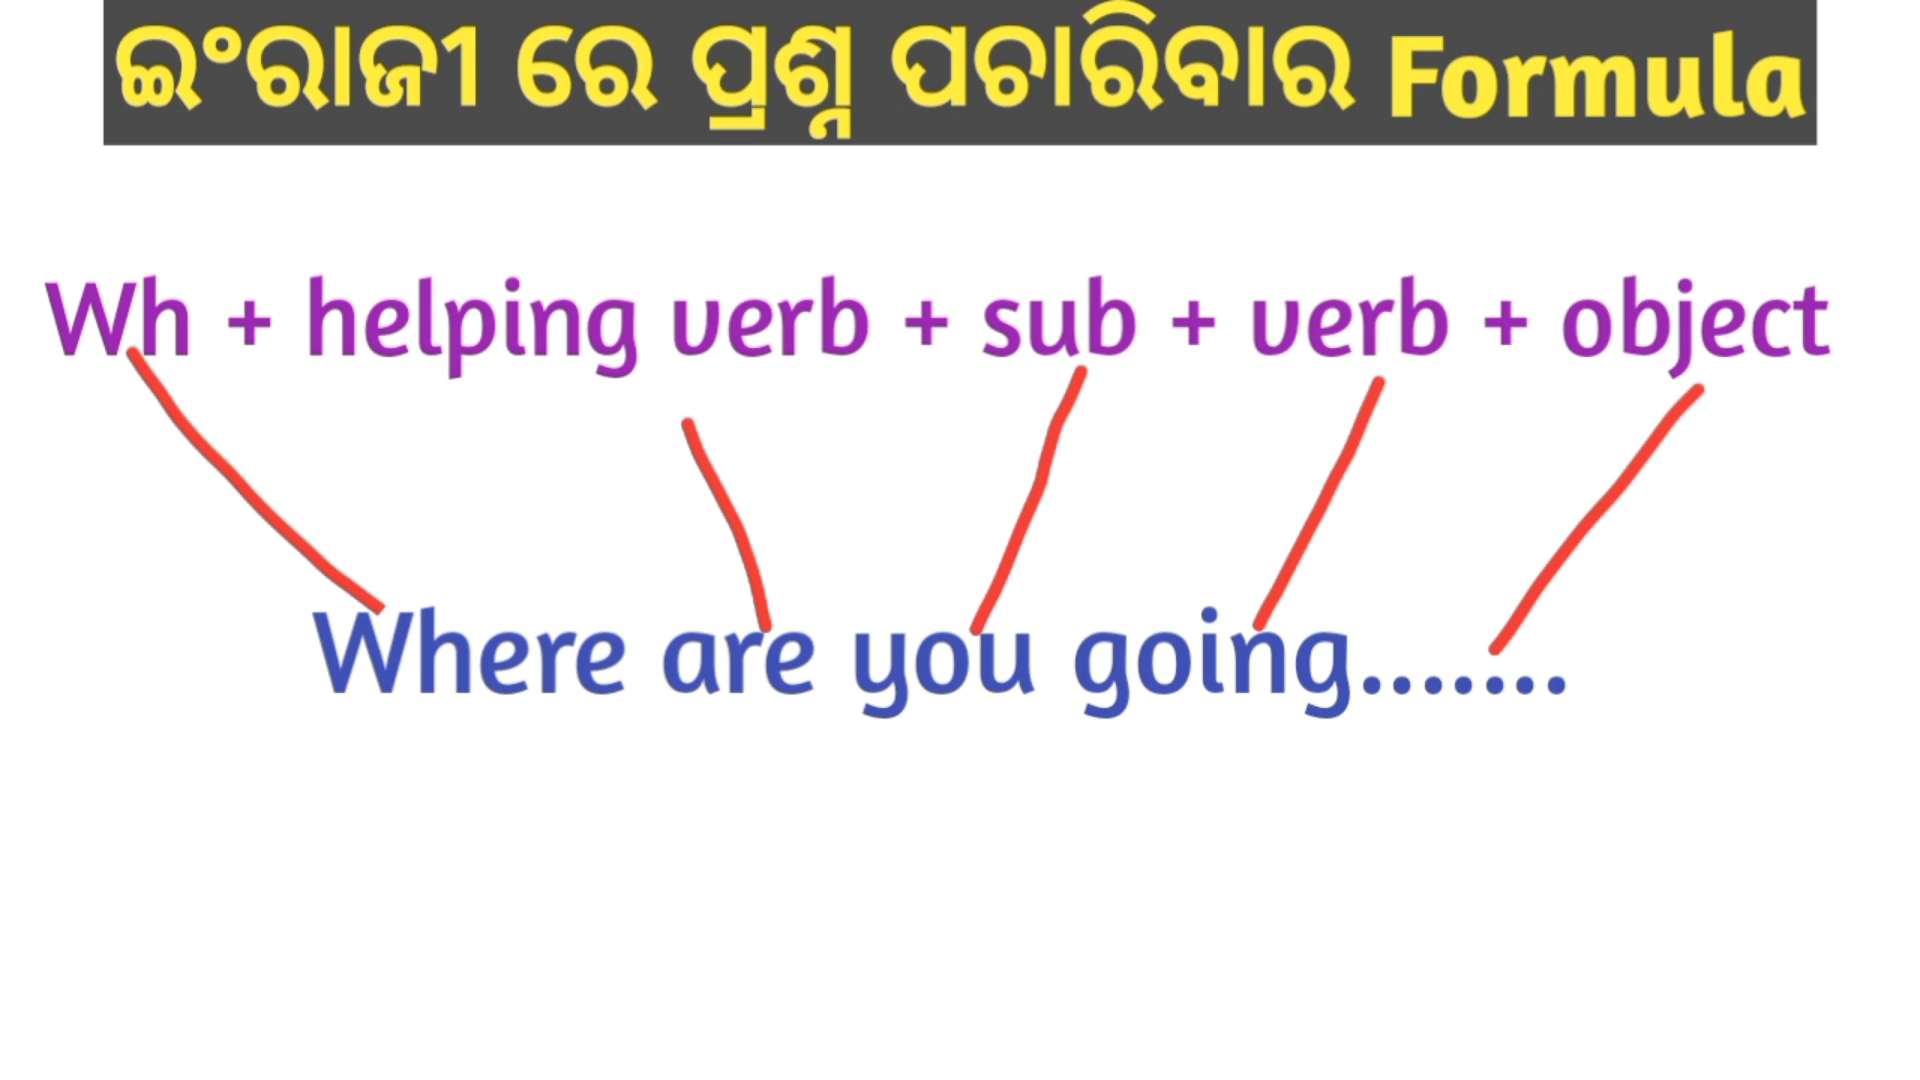 ଇଂରାଜୀ ରେ ପ୍ରଶ୍ନ ପଚାରିବାର Formula
Wh + helping verb + sub + verb + object
Where are you going.......